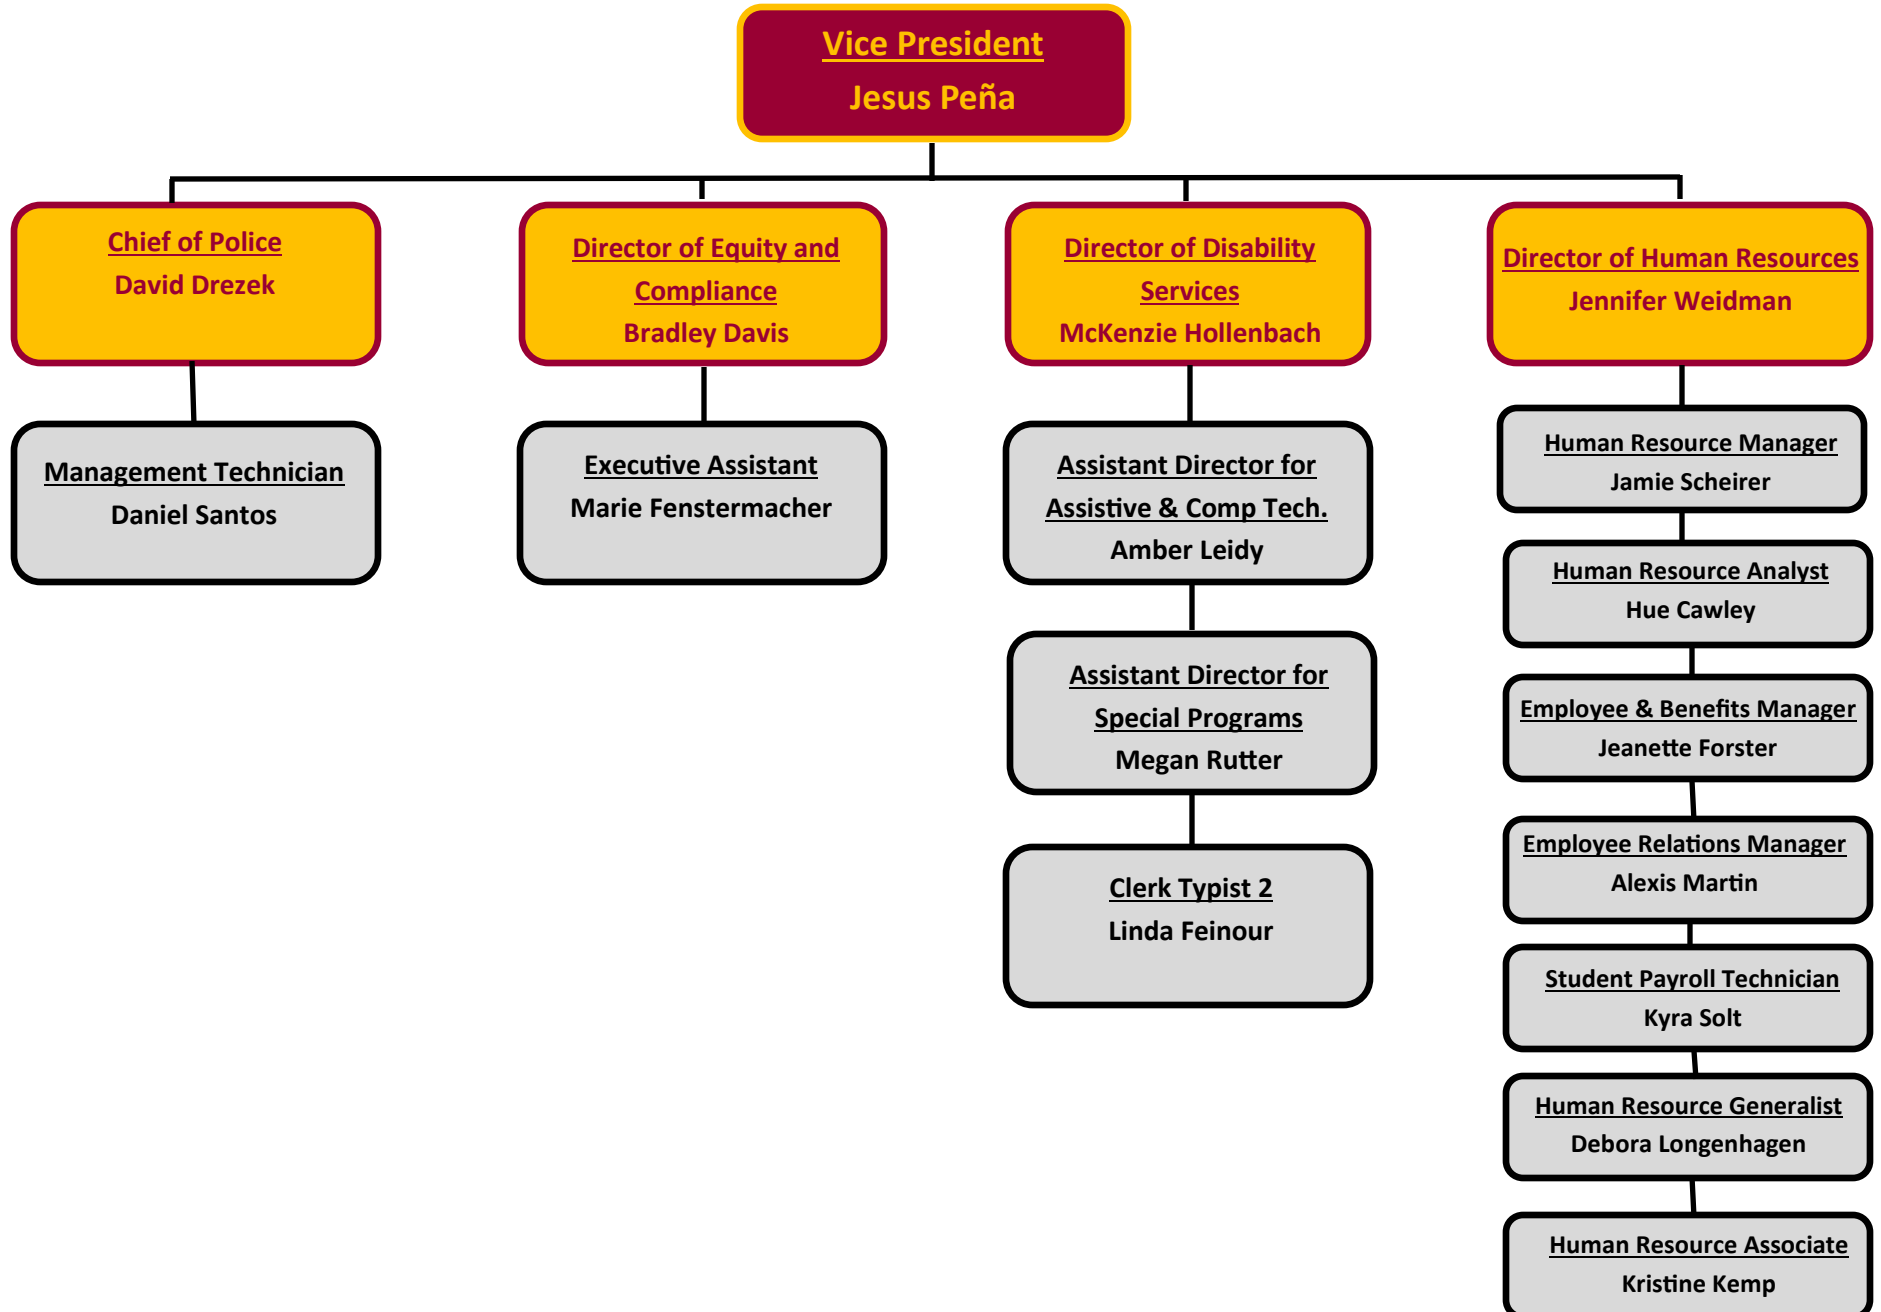 Vice President
Jesus Peña
Chief of Police
David Drezek
Director of Equity and
Compliance
Bradley Davis
Director of Disability
Services
McKenzie Hollenbach
Director of Human Resources
Jennifer Weidman
Management Technician
Daniel Santos
Executive Assistant
Marie Fenstermacher
Assistant Director for
Assistive & Comp Tech.
Amber Leidy
Assistant Director for
Special Programs
Megan Rutter
Clerk Typist 2
Linda Feinour
Human Resource Manager
Jamie Scheirer
Human Resource Analyst
Hue Cawley
Employee & Benefits Manager
Jeanette Forster
Employee Relations Manager
Alexis Martin
Student Payroll Technician
Kyra Solt
Human Resource Generalist
Debora Longenhagen
Human Resource Associate
Kristine Kemp